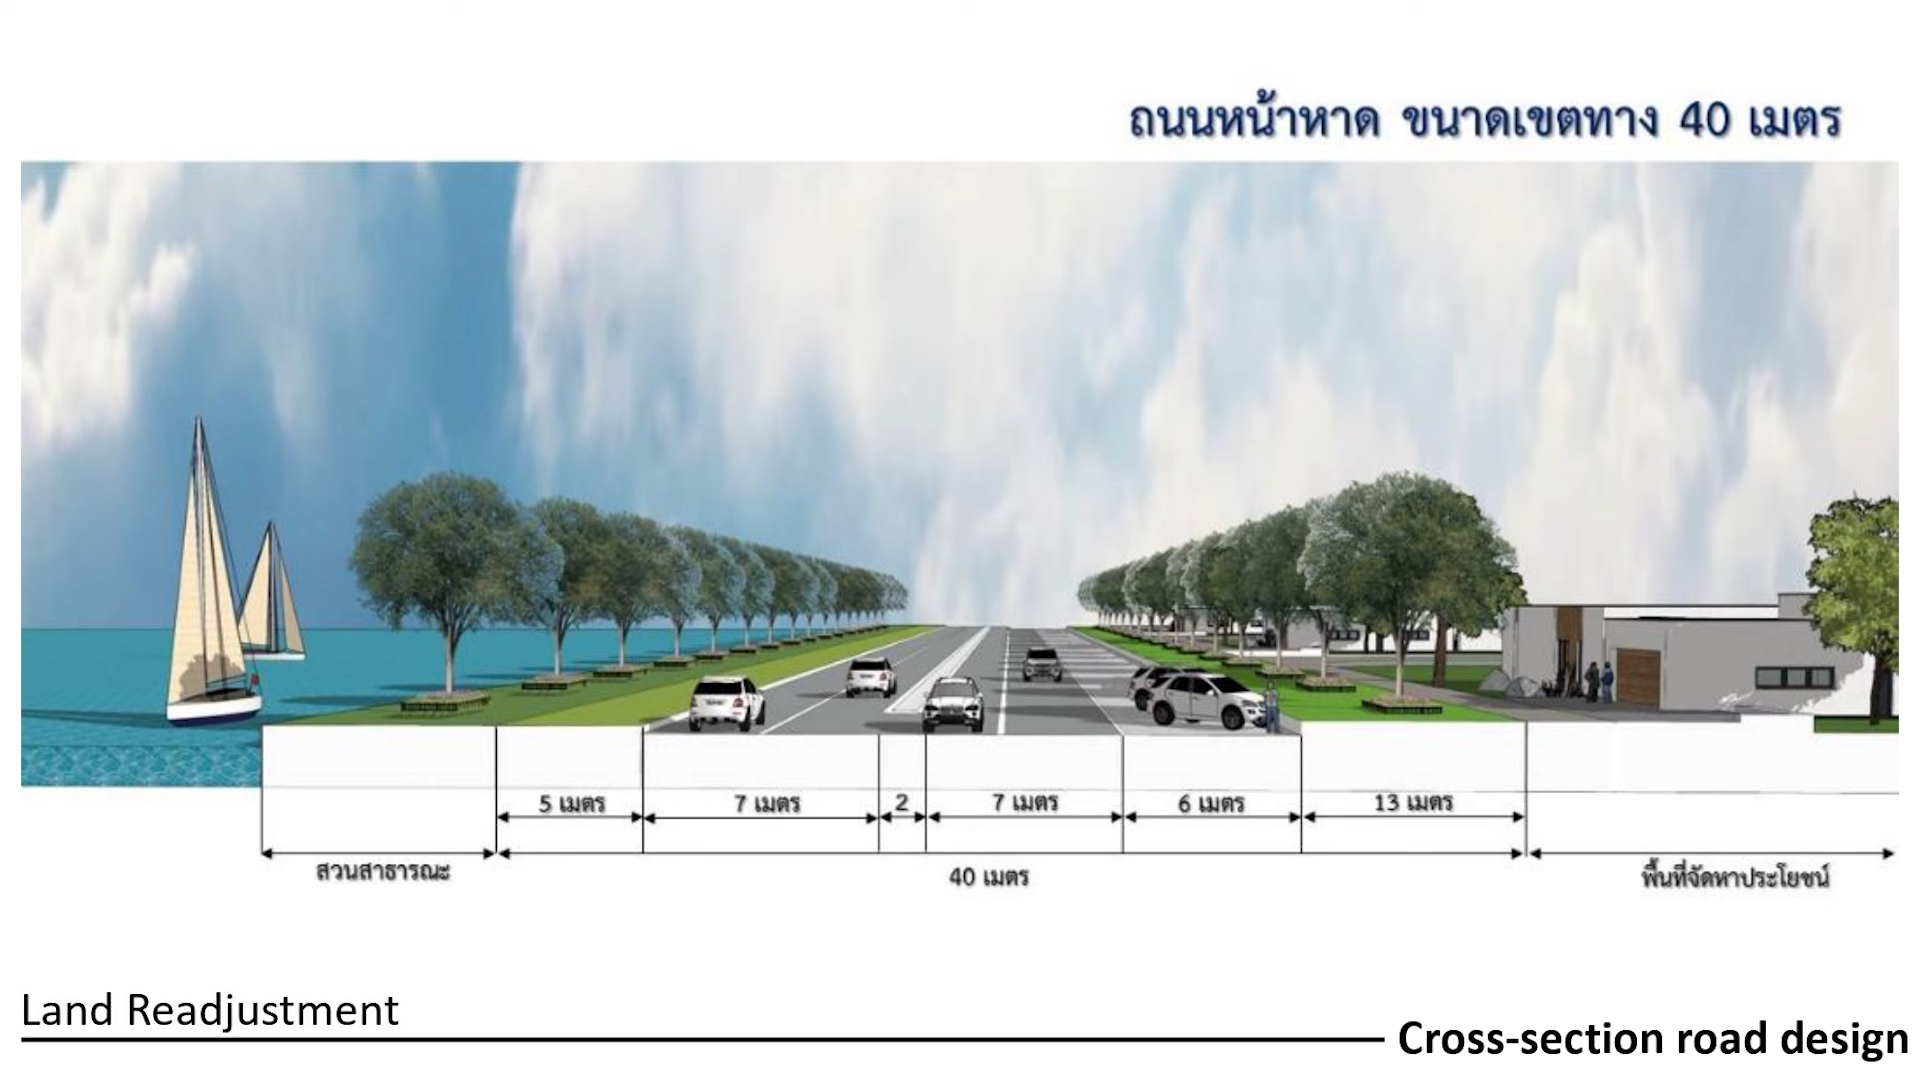 ถนนหน้าหาด ขนาดเขตทาง 40 เมตร
5 เมตร
7 เมตร
2
7 เมตร
6 เมตร
13 เมตร
สวนสาธารณะ
40 เมตร
พื้นที่จัดหาประโยชน์
Land Readjustment
Cross-section road design